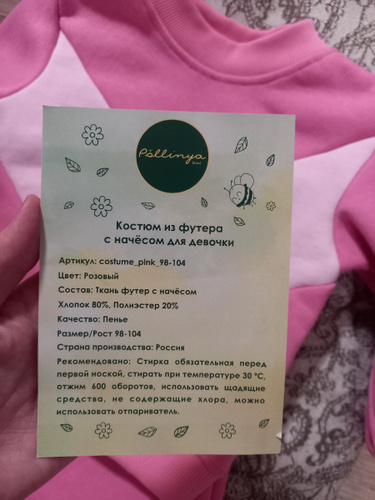 Pollinya
Костюм из футера
с начёсом для девочки
Артикул: costume_pink_98-104
Цвет: Розовый
Состав: Ткань футер с начёсом
Хлопок 80%, Полиэстер 20%
Качество: Пенье
Размер/Рост 98-104
Страна производства: Россия
Рекомендовано: Стирка обязательная перед
первой ноской, стирать при температуре 30 °C,
отжим 600 оборотов, использовать щадящие
средства, не содержащие хлора, можно
использовать отпариватель.